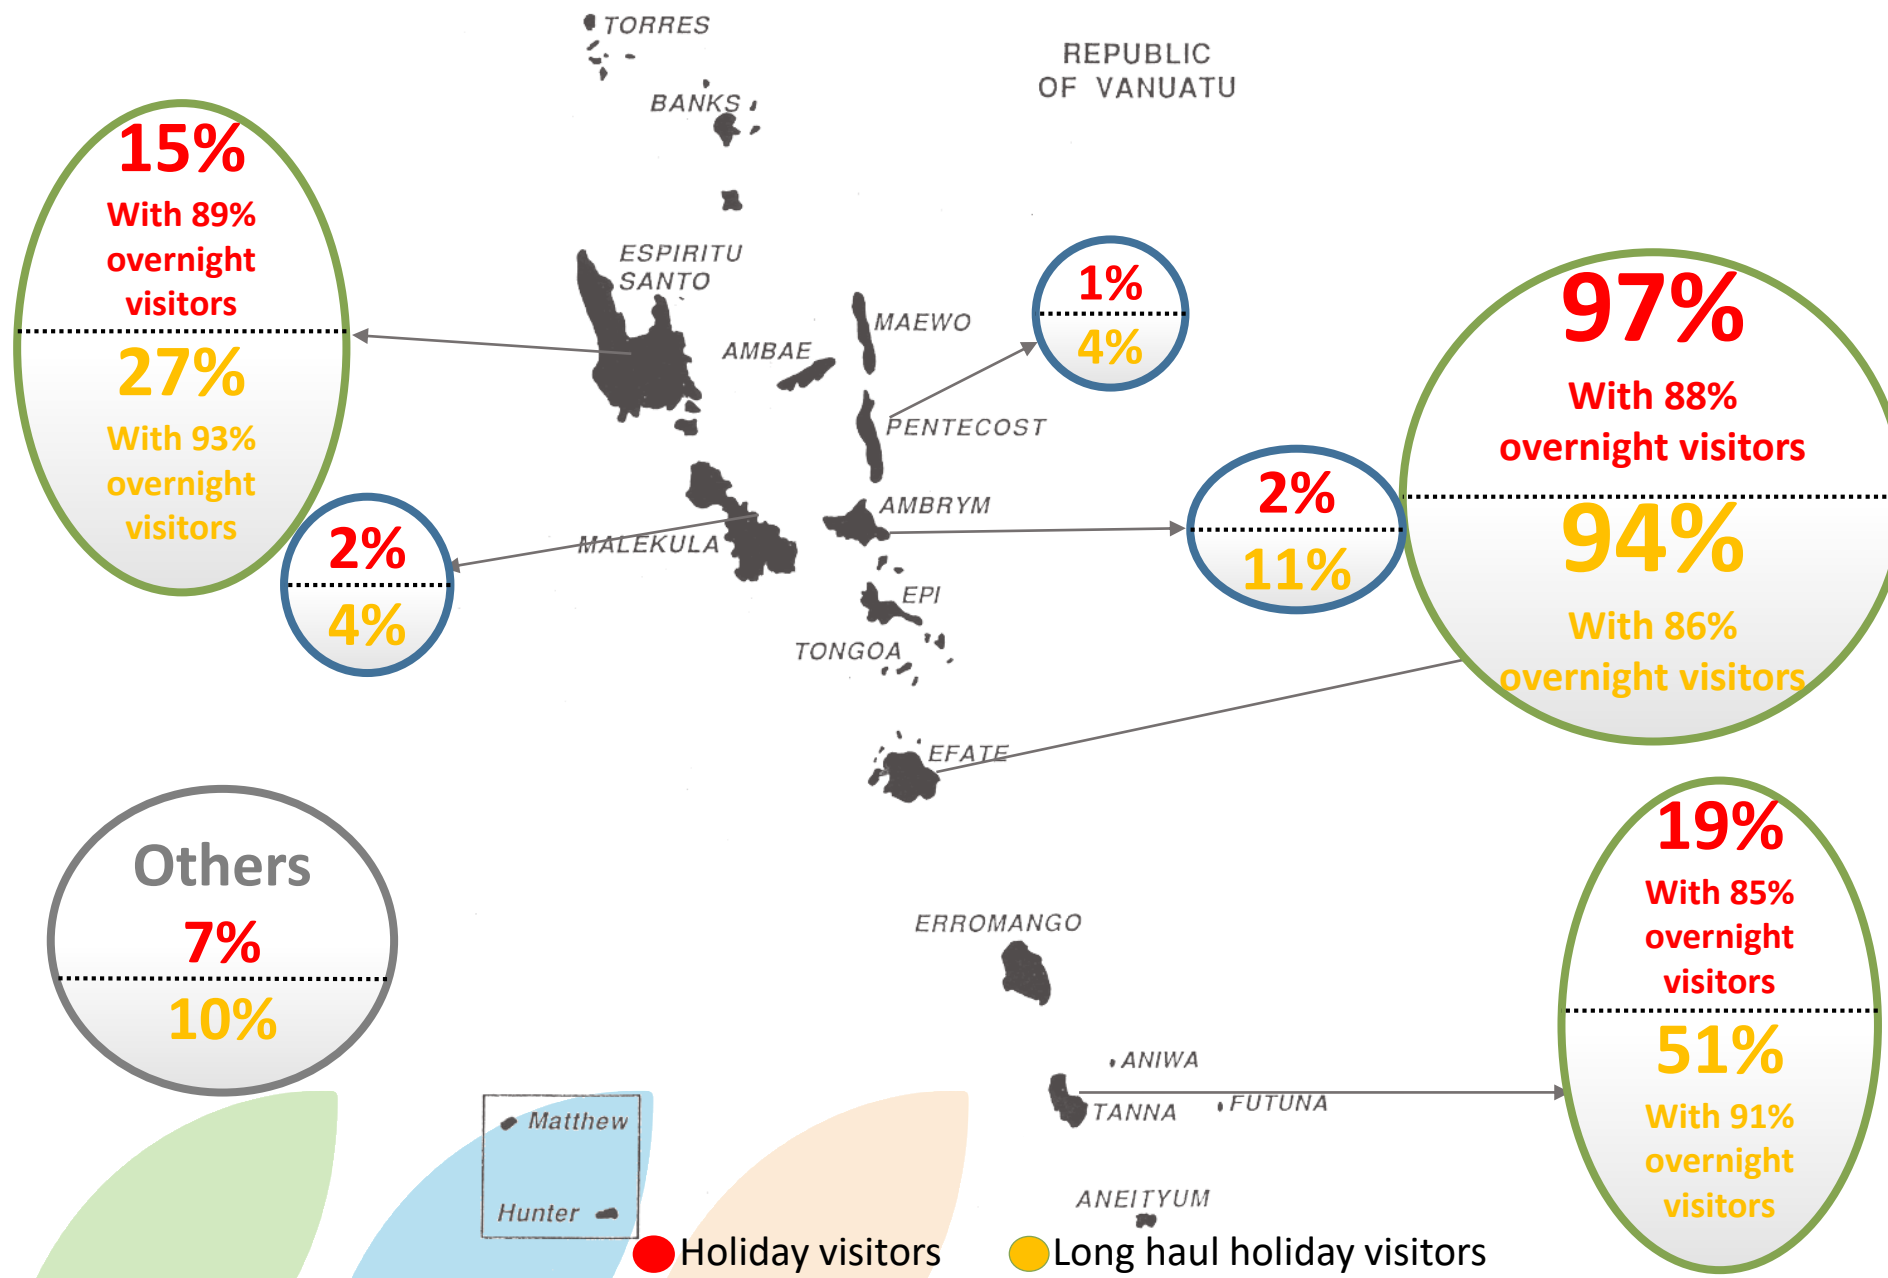 TORRES
REPUBLIC
OF VANUATU
BANKS
15%
With 89%
overnight
visitors
27%
With 93%
overnight
visitors
ESPIRITU
SANTO
1%
4%
MAEWO
AMBAE
PENTECOST
97%
With 88%
overnight visitors
94%
With 86%
overnight visitors
2%
11%
AMBRYM
2%
4%
MALEKULA
EPI
TONGOA
EFATE
Others
7%
10%
19%
With 85%
overnight
visitors
51%
With 91%
overnight
visitors
ERROMANGO
ANIWA
TANNA
FUTUNA
Matthew
Hunter
ANEITYUM
Holiday visitors
Long haul holiday visitors